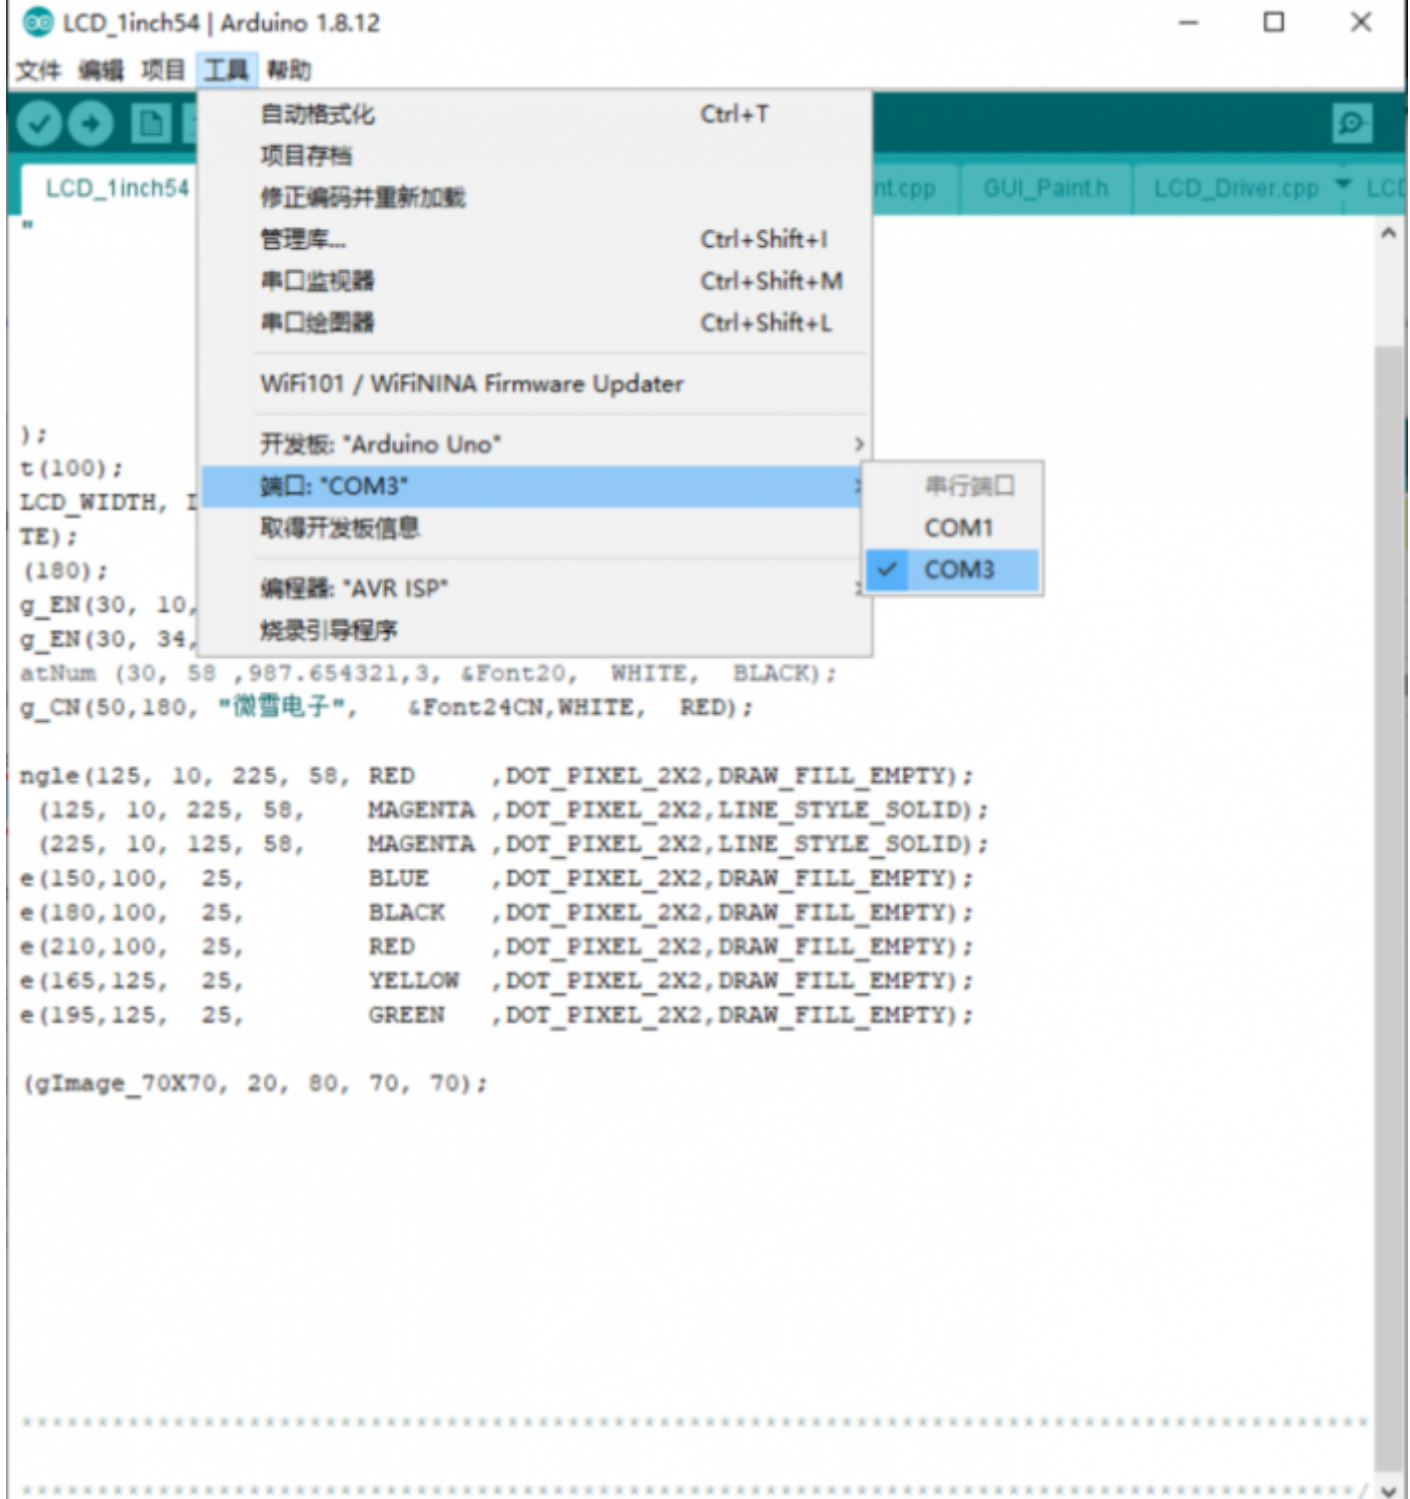 LCD_1inch54 | Arduino 1.8.12
文件 编辑 项目 工具 帮助
自动格式化 Ctrl+T
项目存档
修正编码并重新加载
管理库... Ctrl+Shift+I
串口监视器 Ctrl+Shift+M
串口绘图器 Ctrl+Shift+L
WiFi101 / WiFiNINA Firmware Updater
开发板: "Arduino Uno"
端口: "COM3"
取得开发板信息
编程器: "AVR ISP"
烧录引导程序
串行端口
COM1
COM3
LCD_1inch54 nt.cpp GUI_Paint.h LCD_Driver.cpp LCD
"
);
t(100);
LCD_WIDTH,
TE);
(180);
g_EN(30, 10,
g_EN(30, 34,
atNum (30, 58 ,987.654321,3, &Font20, WHITE, BLACK);
g_CN(50,180, "微雪电子", &Font24CN,WHITE, RED);
ngle(125, 10, 225, 58, RED ,DOT_PIXEL_2X2,DRAW_FILL_EMPTY);
(125, 10, 225, 58, MAGENTA ,DOT_PIXEL_2X2,LINE_STYLE_SOLID);
(225, 10, 125, 58, MAGENTA ,DOT_PIXEL_2X2,LINE_STYLE_SOLID);
e(150,100, 25, BLUE ,DOT_PIXEL_2X2,DRAW_FILL_EMPTY);
e(180,100, 25, BLACK ,DOT_PIXEL_2X2,DRAW_FILL_EMPTY);
e(210,100, 25, RED ,DOT_PIXEL_2X2,DRAW_FILL_EMPTY);
e(165,125, 25, YELLOW ,DOT_PIXEL_2X2,DRAW_FILL_EMPTY);
e(195,125, 25, GREEN ,DOT_PIXEL_2X2,DRAW_FILL_EMPTY);
(gImage_70X70, 20, 80, 70, 70);